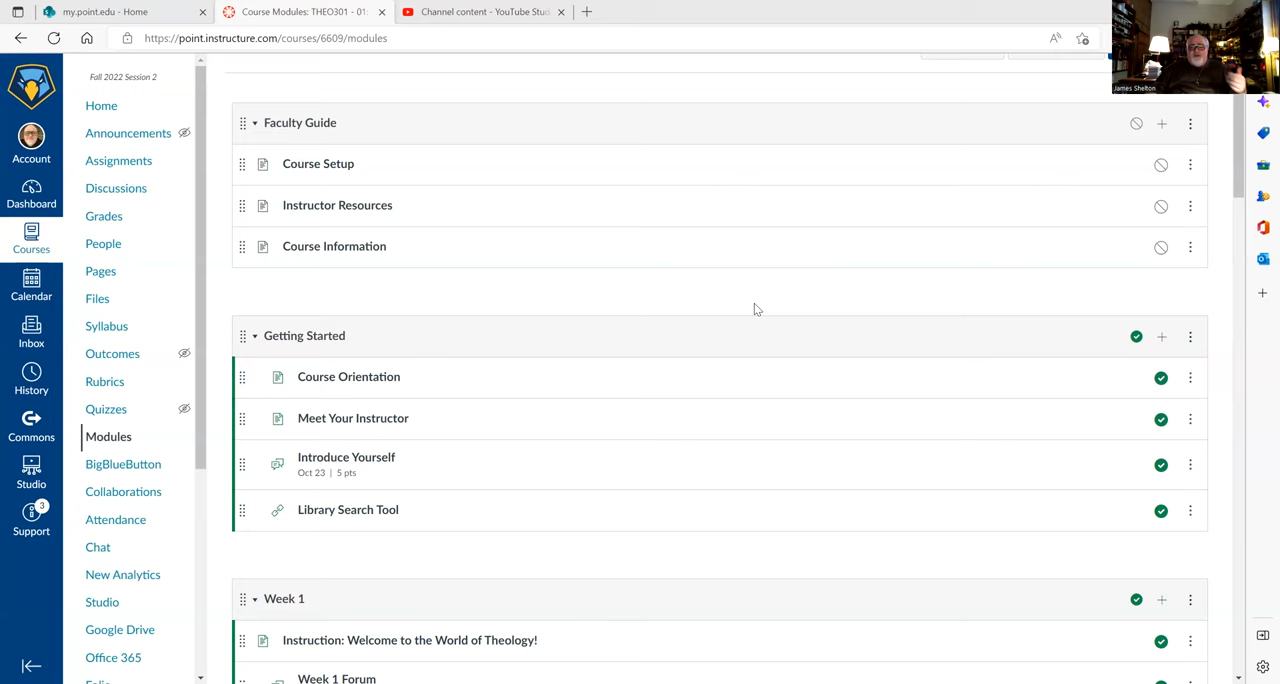 my.point.edu - Home
Course Modules: THEO301 - 01:
Channel content - YouTube Stud
https://point.instructure.com/courses/6609/modules
James Shelton
Account
Dashboard
Courses
Calendar
Inbox
History
Commons
Studio
3
Support
Fall 2022 Session 2
Home
Announcements
Assignments
Discussions
Grades
People
Pages
Files
Syllabus
Outcomes
Rubrics
Quizzes
Modules
BigBlueButton
Collaborations
Attendance
Chat
New Analytics
Studio
Google Drive
Office 365
Faculty Guide
Course Setup
Instructor Resources
Course Information
Getting Started
Course Orientation
Meet Your Instructor
Introduce Yourself
Oct 23 | 5 pts
Library Search Tool
Week 1
Instruction: Welcome to the World of Theology!
Week 1 Forum